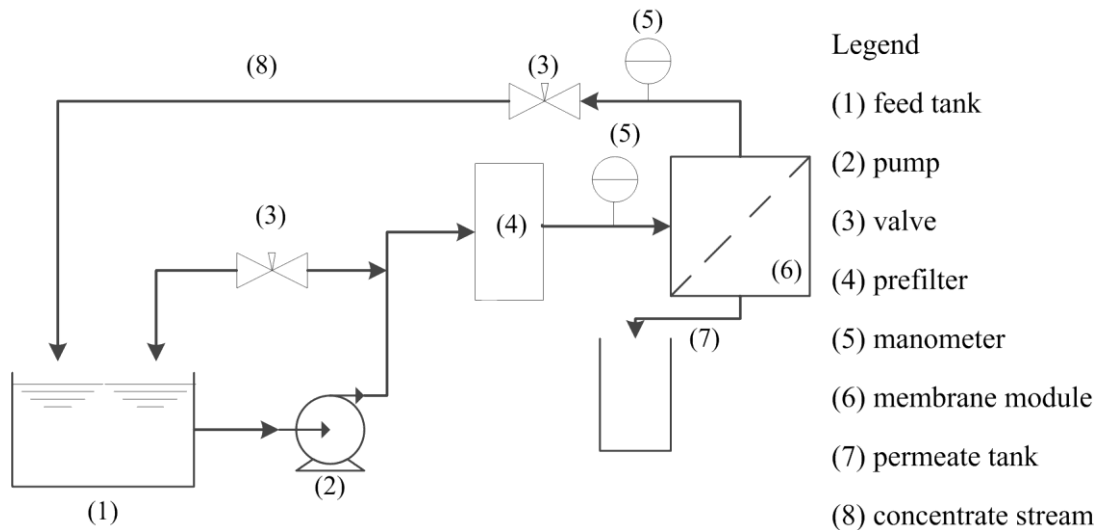 (5)
(8)
(3)
(5)
(3)
(4)
(6)
(7)
(2)
(1)
Legend
(1) feed tank
(2) pump
(3) valve
(4) prefilter
(5) manometer
(6) membrane module
(7) permeate tank
(8) concentrate stream